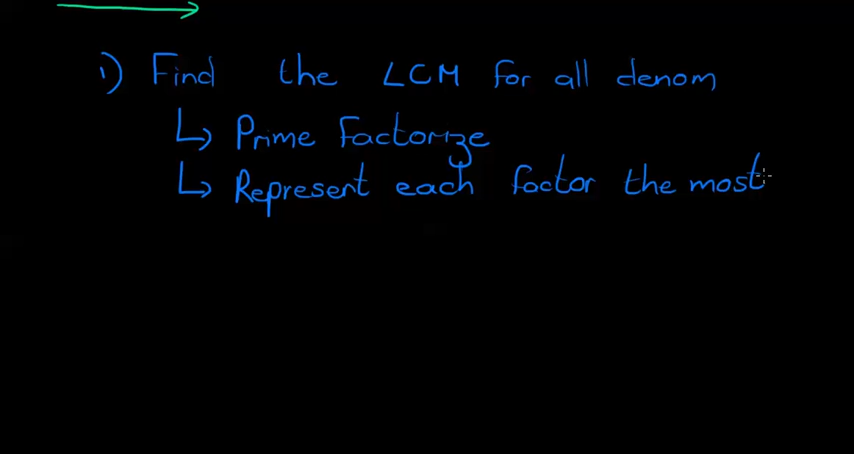 1) Find the LCM for all denom
↳ Prime Factorize
↳ Represent each factor the most